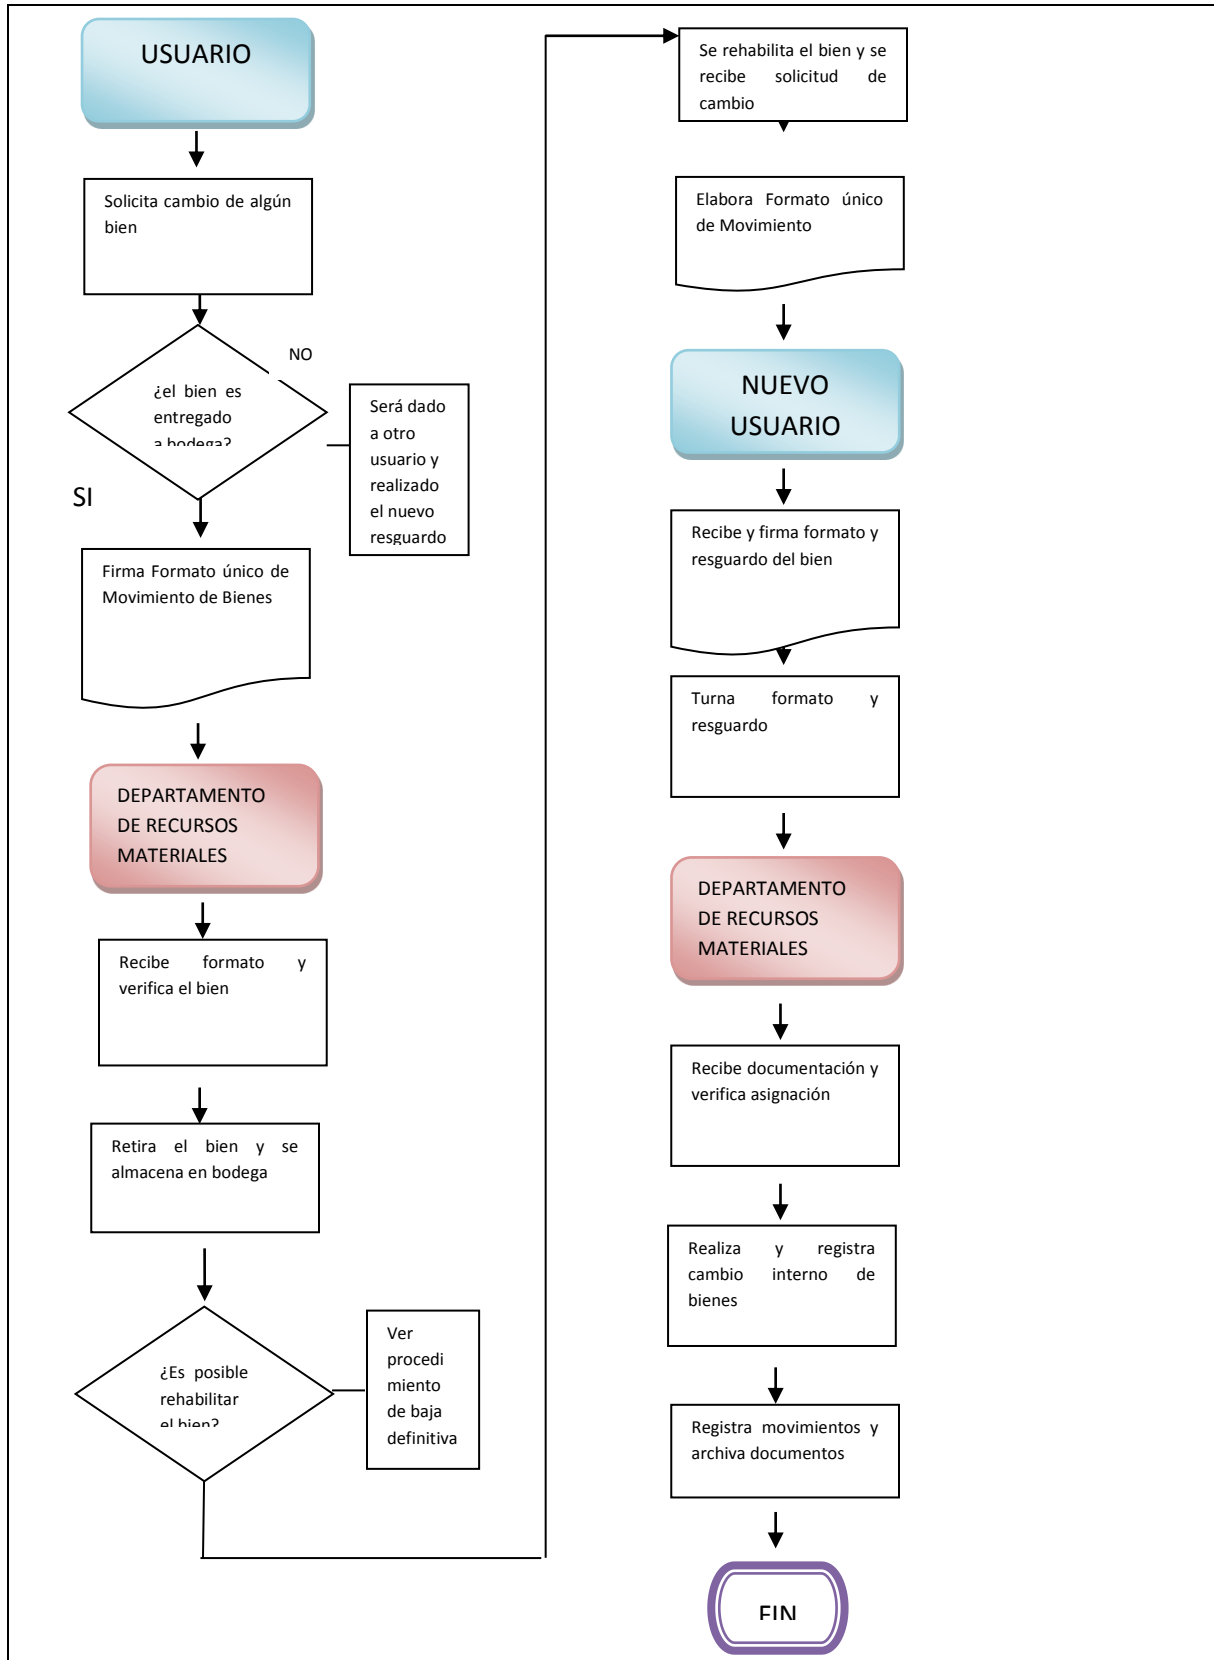 USUARIO
Solicita cambio de algún
bien
NO
¿el bien es
entregado
a bodega?
Será dado
a otro
usuario y
realizado
el nuevo
resguardo
SI
Firma Formato único de
Movimiento de Bienes
DEPARTAMENTO
DE RECURSOS
MATERIALES
Recibe formato y
verifica el bien
Retira el bien y se
almacena en bodega
¿Es posible
rehabilitar
el bien?
Ver
procedi
miento
de baja
definitiva
Se rehabilita el bien y se
recibe solicitud de
cambio
Elabora Formato único
de Movimiento
NUEVO
USUARIO
Recibe y firma formato y
resguardo del bien
Turna formato y
resguardo
DEPARTAMENTO
DE RECURSOS
MATERIALES
Recibe documentación y
verifica asignación
Realiza y registra
cambio interno de
bienes
Registra movimientos y
archiva documentos
FIN